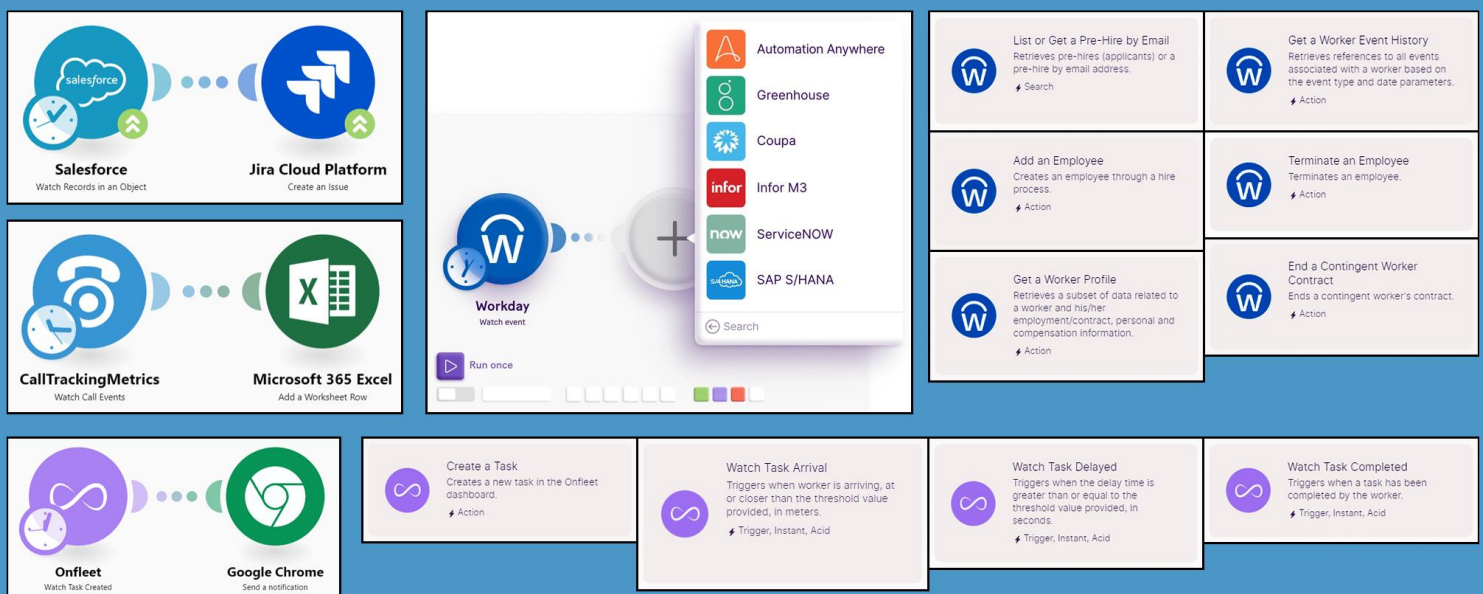 salesforce
Salesforce
Watch Records in an Object
Jira Cloud Platform
Create an Issue
CallTrackingMetrics
Watch Call Events
X
Microsoft 365 Excel
Add a Worksheet Row
Workday
Watch event
Automation Anywhere
Greenhouse
Coupa
infor
Infor M3
now
ServiceNOW
S/4HANA
SAP S/HANA
Search
Run once
List or Get a Pre-Hire by Email
Retrieves pre-hires (applicants) or a
pre-hire by email address.
Search
Get a Worker Event History
Retrieves references to all events
associated with a worker based on
the event type and date parameters.
Action
Add an Employee
Creates an employee through a hire
process.
Action
Terminate an Employee
Terminates an employee.
Action
Get a Worker Profile
Retrieves a subset of data related to
a worker and his/her
employment/contract, personal and
compensation information.
Action
End a Contingent Worker
Contract
Ends a contingent worker's contract.
Action
Onfleet
Watch Task Created
Google Chrome
Send a notification
Create a Task
Creates a new task in the Onfleet
dashboard.
Action
Watch Task Arrival
Triggers when worker is arriving, at
or closer than the threshold value
provided, in meters.
Trigger, Instant, Acid
Watch Task Delayed
Triggers when the delay time is
greater than or equal to the
threshold value provided, in
seconds.
Trigger, Instant, Acid
Watch Task Completed
Triggers when a task has been
completed by the worker.
Trigger, Instant, Acid